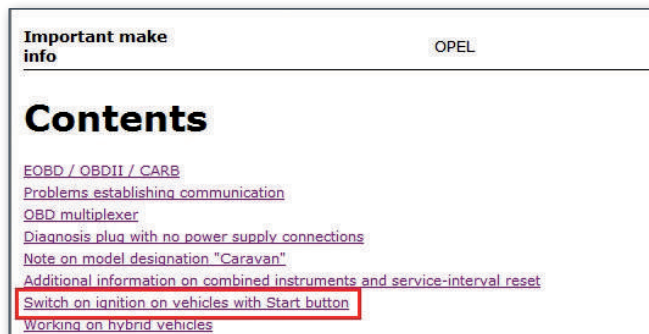 Important make
info
OPEL
Contents
EOBD / OBDII / CARB
Problems establishing communication
OBD multiplexer
Diagnosis plug with no power supply connections
Note on model designation "Caravan"
Additional information on combined instruments and service-interval reset
Switch on ignition on vehicles with Start button
Working on hybrid vehicles